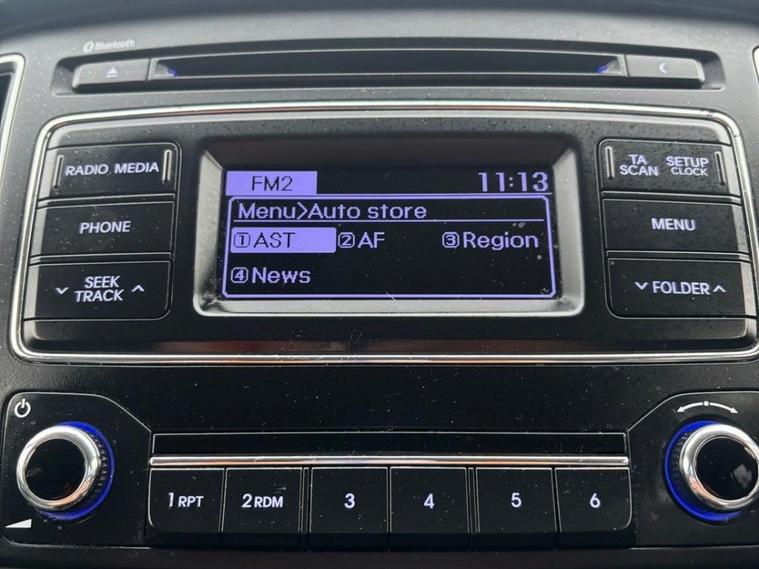 Bluetooth
RADIO MEDIA
PHONE
SEEK
TRACK
FM2 11:13
Menu>Auto store
①AST ②AF ③Region
④News
TA
SCAN
SETUP
CLOCK
MENU
FOLDER
1 RPT 2 RDM 3 4 5 6